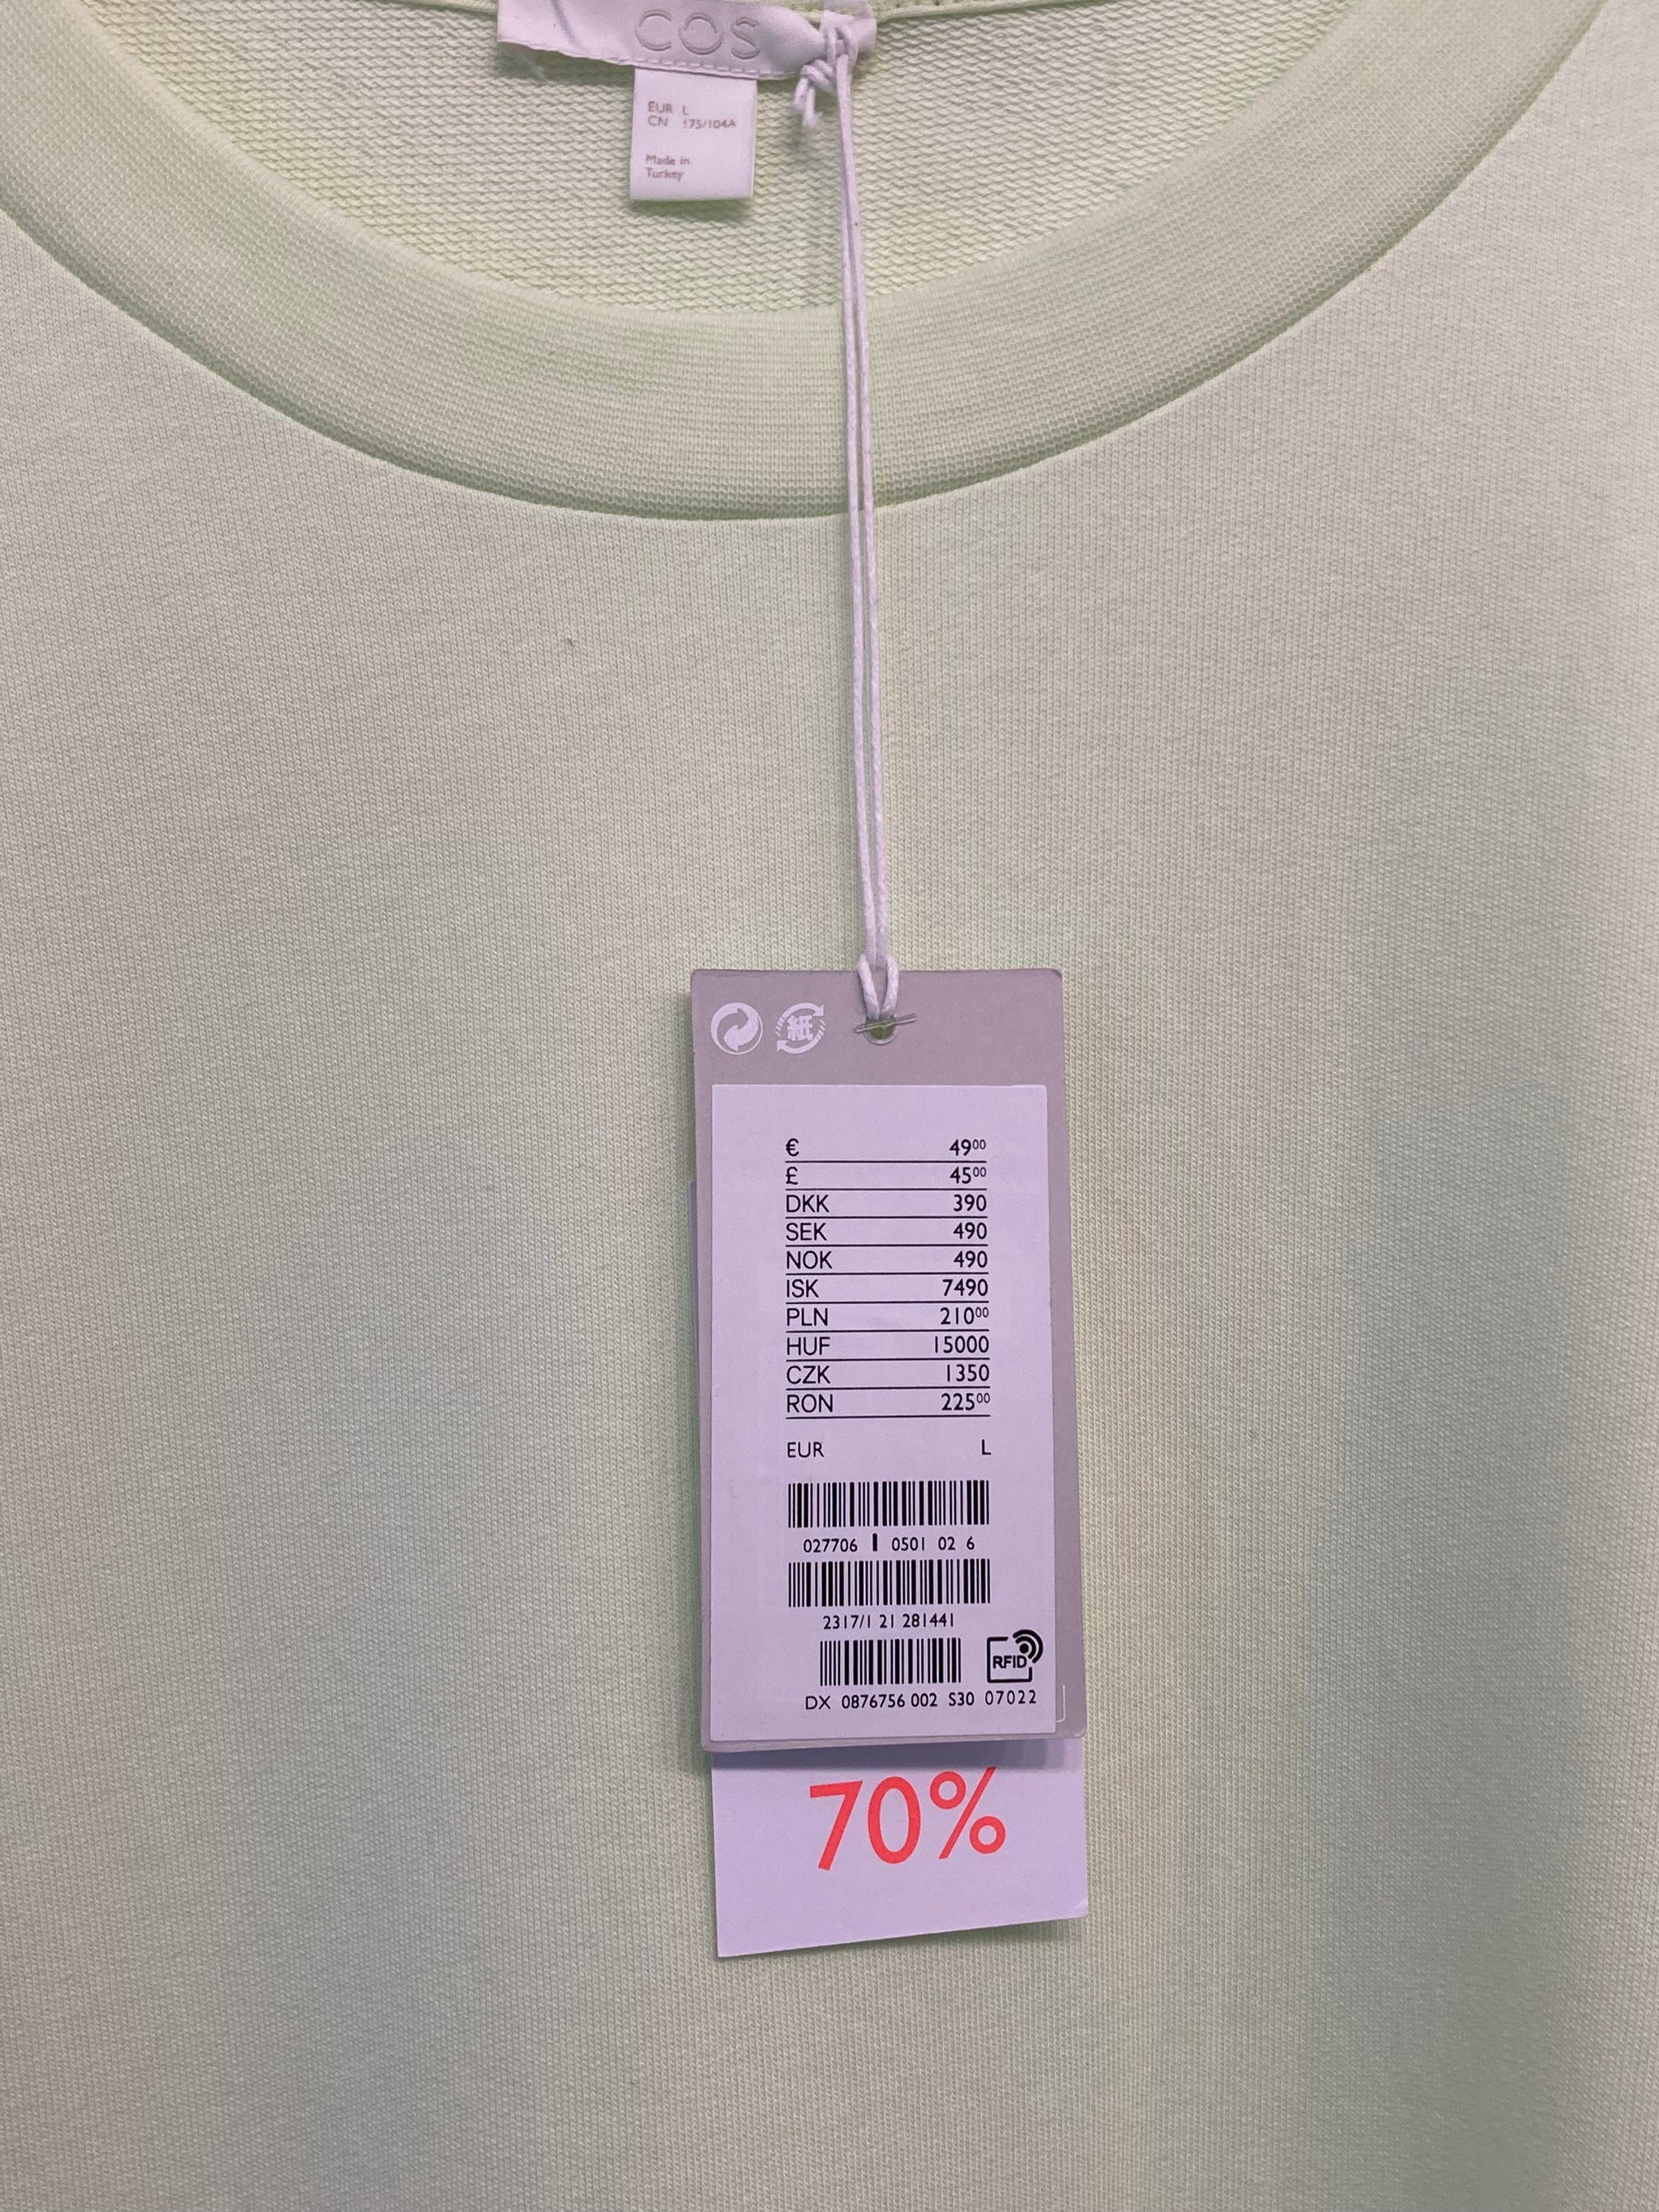 COS
EUR L
CN 175/104A
Made in
Turkey
紙
€ 49⁰⁰
£ 45⁰⁰
DKK 390
SEK 490
NOK 490
ISK 7490
PLN 210⁰⁰
HUF 15000
CZK 1350
RON 225⁰⁰
EUR L
027706 I 0501 02 6
2317/1 21 281441
RFID
DX 0876756 002 S30 07022
70%